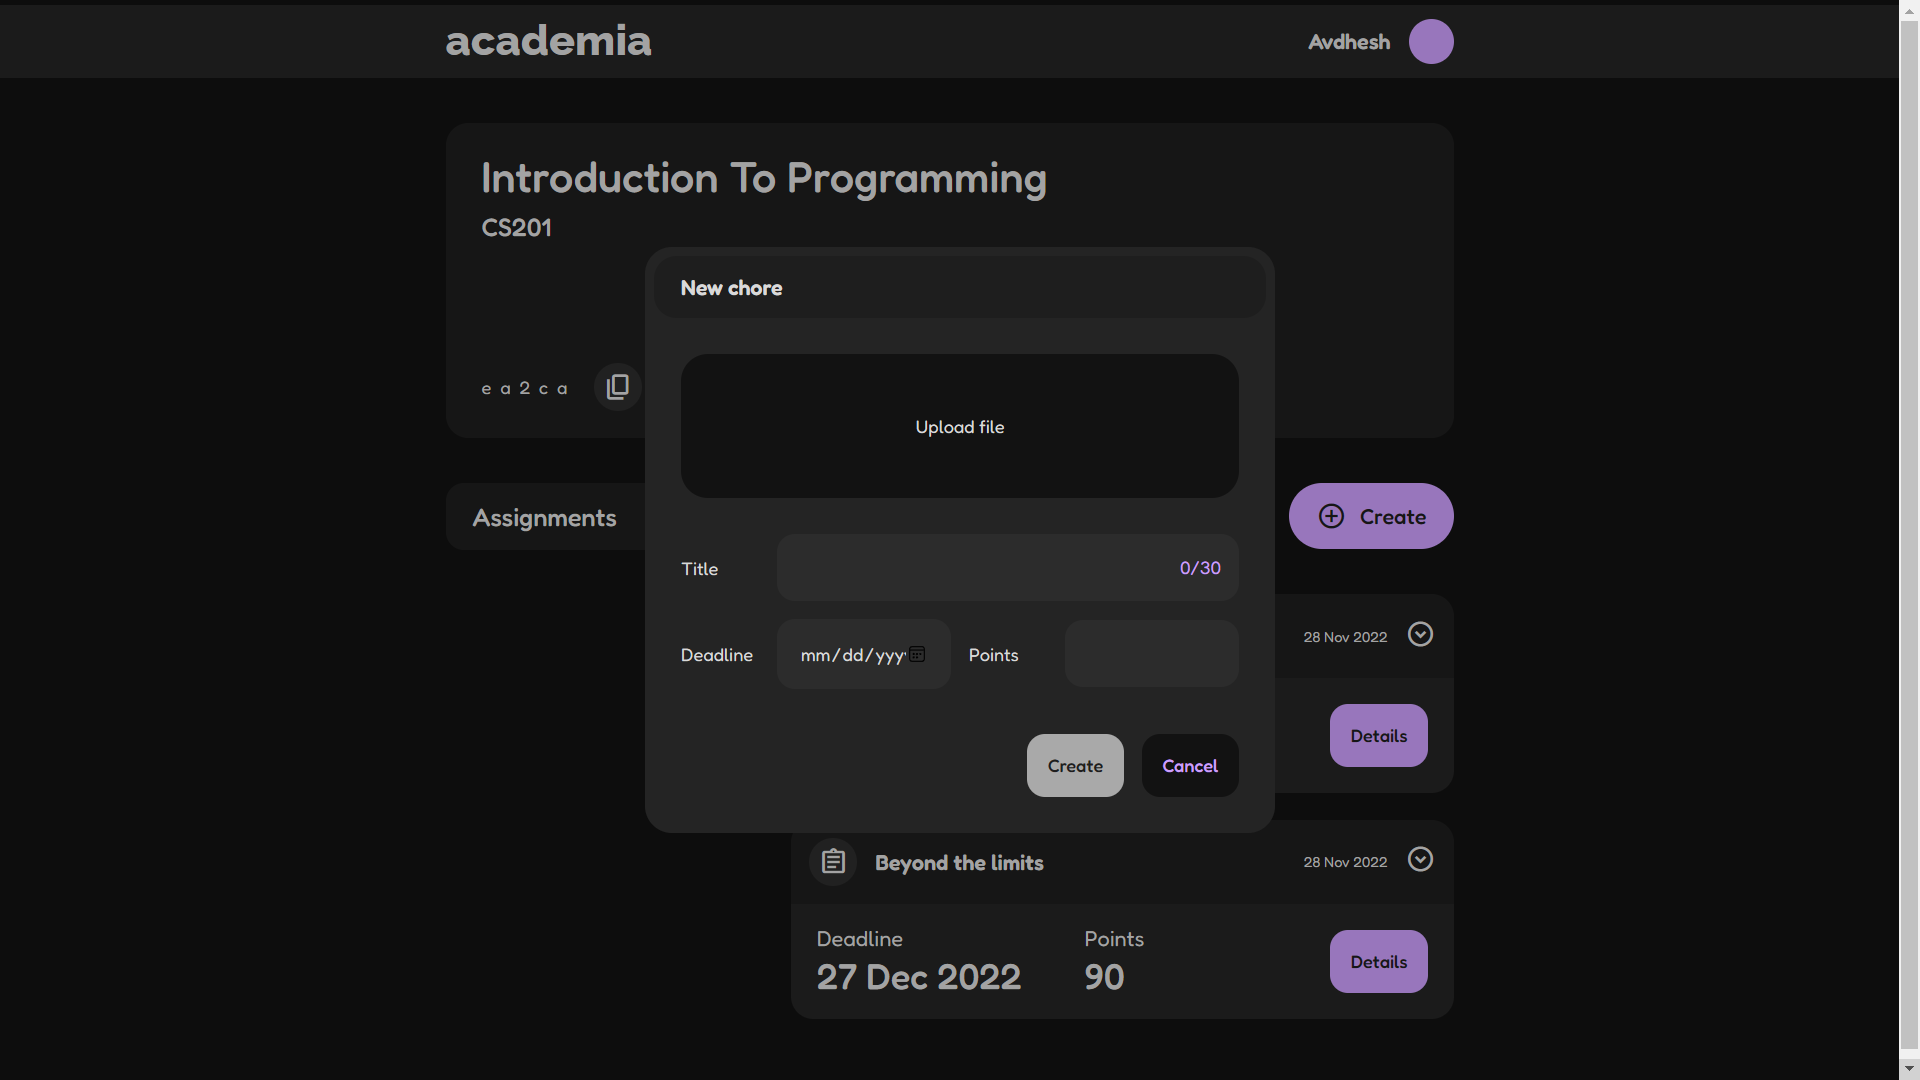 academia
Avdhesh
Introduction To Programming
CS201
ea2ca
New chore
Upload file
Assignments
Create
Title
0/30
Deadline
mm/dd/yyyy
Points
28 Nov 2022
Details
Create
Cancel
Beyond the limits
28 Nov 2022
Deadline
Points
27 Dec 2022
90
Details